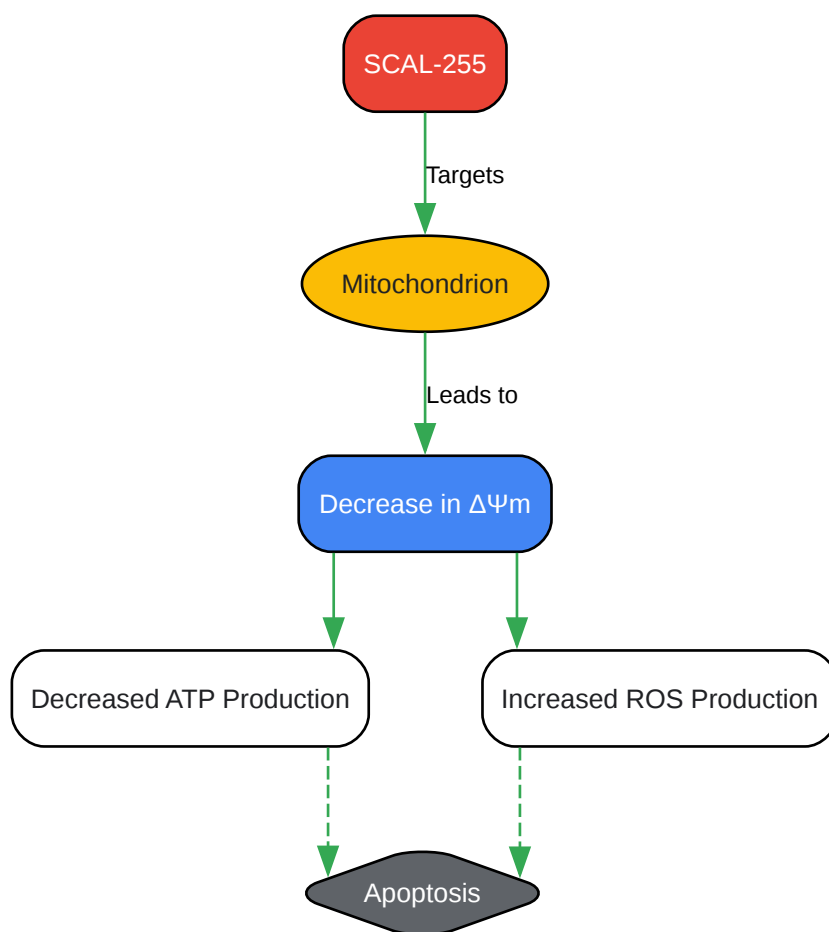 SCAL-255
Targets
Mitochondrion
Leads to
Decrease in ΔΨm
Decreased ATP Production
Increased ROS Production
Apoptosis